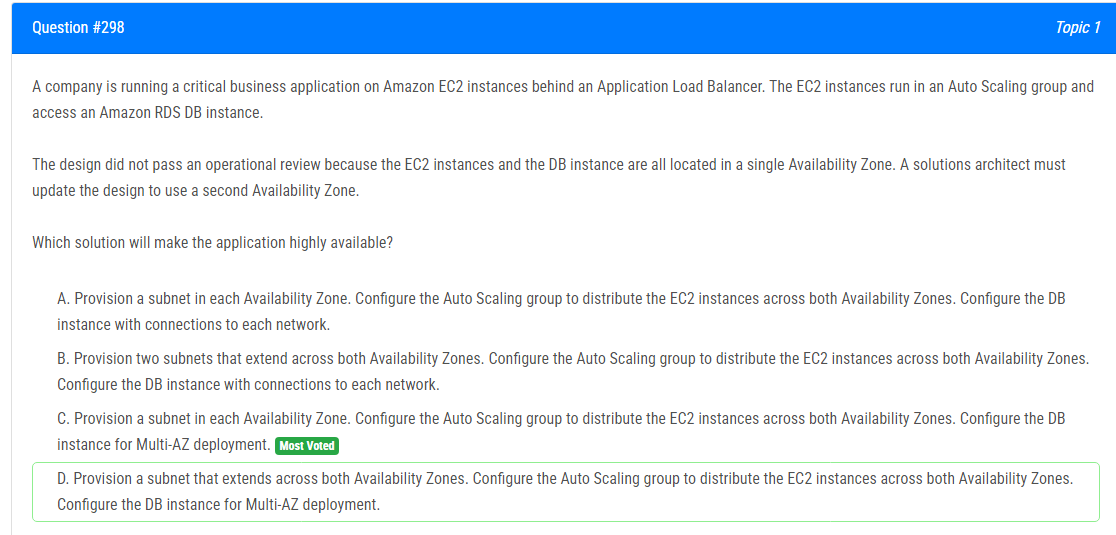 Question #298
Topic 1
A company is running a critical business application on Amazon EC2 instances behind an Application Load Balancer. The EC2 instances run in an Auto Scaling group and
access an Amazon RDS DB instance.
The design did not pass an operational review because the EC2 instances and the DB instance are all located in a single Availability Zone. A solutions architect must
update the design to use a second Availability Zone.
Which solution will make the application highly available?
A. Provision a subnet in each Availability Zone. Configure the Auto Scaling group to distribute the EC2 instances across both Availability Zones. Configure the DB
instance with connections to each network.
B. Provision two subnets that extend across both Availability Zones. Configure the Auto Scaling group to distribute the EC2 instances across both Availability Zones.
Configure the DB instance with connections to each network.
C. Provision a subnet in each Availability Zone. Configure the Auto Scaling group to distribute the EC2 instances across both Availability Zones. Configure the DB
instance for Multi-AZ deployment. Most Voted
D. Provision a subnet that extends across both Availability Zones. Configure the Auto Scaling group to distribute the EC2 instances across both Availability Zones.
Configure the DB instance for Multi-AZ deployment.